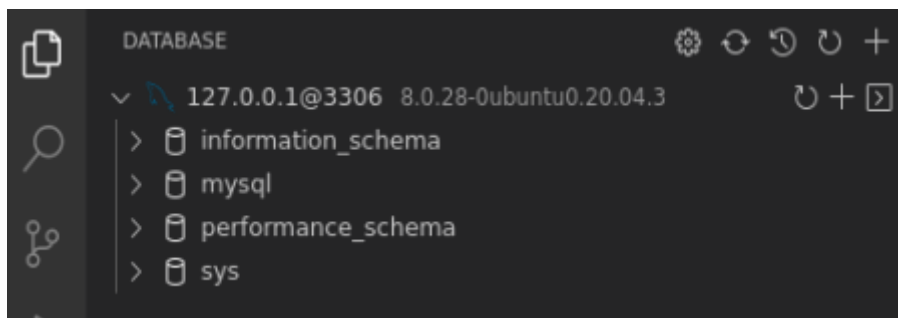 DATABASE
127.0.0.1@3306 8.0.28-0ubuntu0.20.04.3
information_schema
mysql
performance_schema
sys